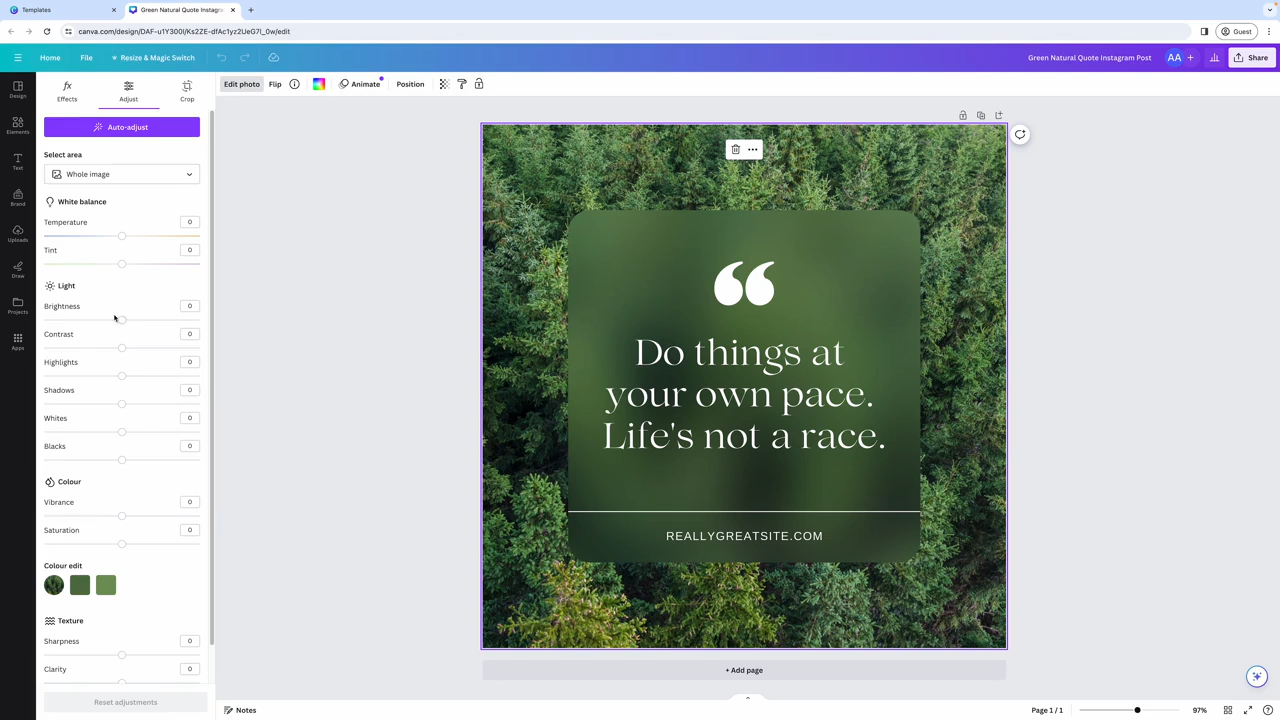 Templates
Green Natural Quote Instagra
canva.com/design/DAF-u1Y300I/Ks2ZE-dfAc1yz2UeG7I_0w/edit
Guest
Home
File
Resize & Magic Switch
Green Natural Quote Instagram Post
AA
Share
Design
Elements
Text
Brand
Uploads
Draw
Projects
Apps
Effects
Adjust
Crop
Edit photo
Flip
Animate
Position
Auto-adjust
Select area
Whole image
White balance
Temperature 0
Tint 0
Light
Brightness 0
Contrast 0
Highlights 0
Shadows 0
Whites 0
Blacks 0
Colour
Vibrance 0
Saturation 0
Colour edit
Texture
Sharpness 0
Clarity 0
Reset adjustments
“
Do things at
your own pace.
Life's not a race.
REALLYGREATSITE.COM
+ Add page
Notes
Page 1 / 1
97%